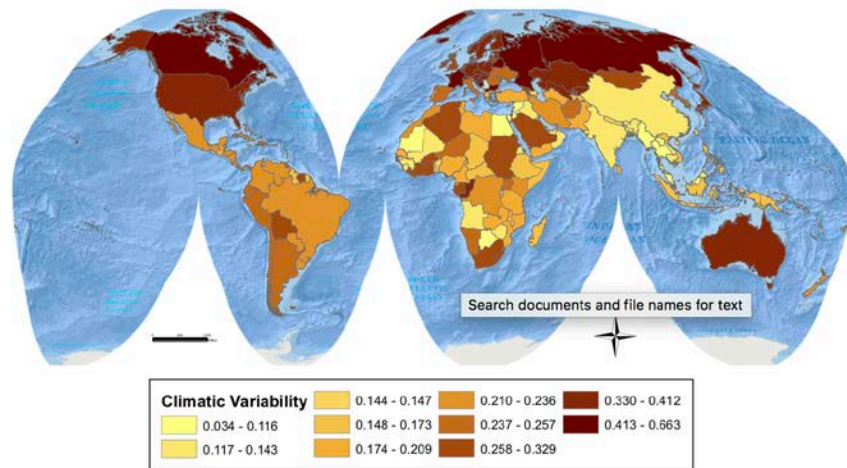 Search documents and file names for text
Climatic Variability
0.034 - 0.116
0.117 - 0.143
0.144 - 0.147
0.148 - 0.173
0.174 - 0.209
0.210 - 0.236
0.237 - 0.257
0.258 - 0.329
0.330 - 0.412
0.413 - 0.663